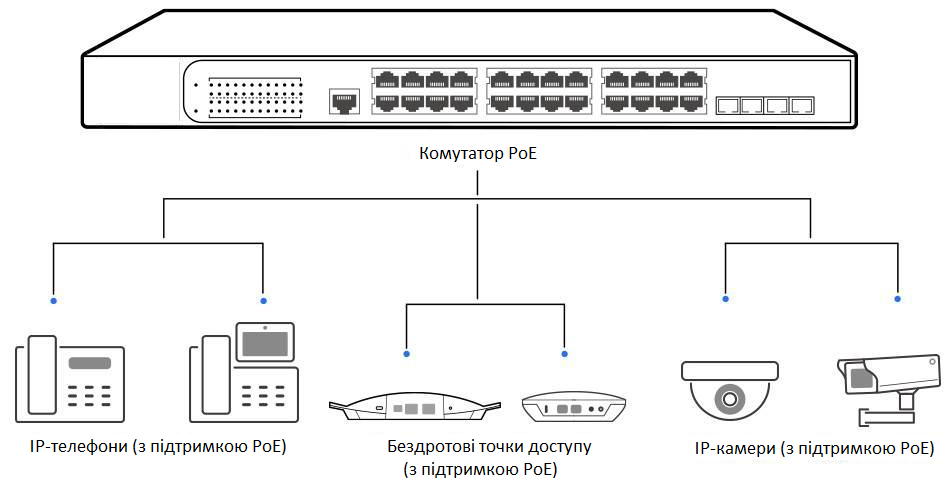 Комутатор PoE
IP-телефони (з підтримкою PoE)
Бездротові точки доступу
(з підтримкою PoE)
IP-камери (з підтримкою PoE)